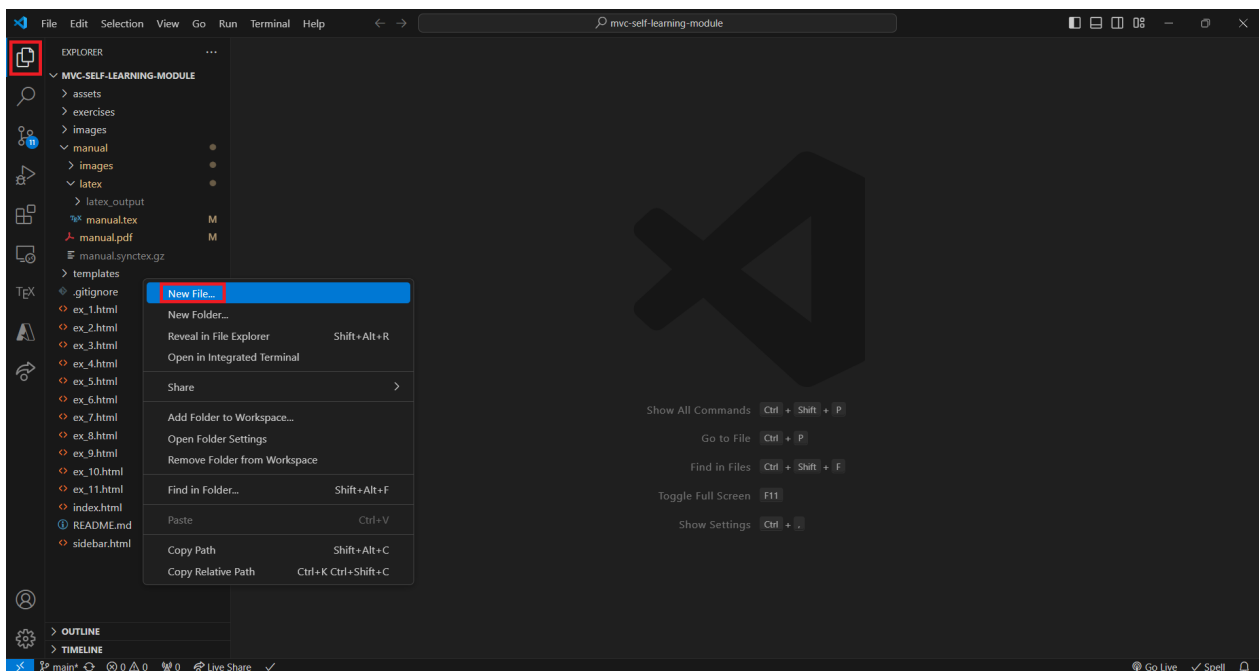 File Edit Selection View Go Run Terminal Help
mvc-self-learning-module
EXPLORER
MVC-SELF-LEARNING-MODULE
assets
exercises
images
manual
images
latex
latex_output
TEX manual.tex M
manual.pdf M
manual.synctex.gz
templates
.gitignore
ex_1.html
ex_2.html
ex_3.html
ex_4.html
ex_5.html
ex_6.html
ex_7.html
ex_8.html
ex_9.html
ex_10.html
ex_11.html
index.html
README.md
sidebar.html
OUTLINE
TIMELINE
11
TEX
New File...
New Folder...
Reveal in File Explorer Shift+Alt+R
Open in Integrated Terminal
Share
Add Folder to Workspace...
Open Folder Settings
Remove Folder from Workspace
Find in Folder... Shift+Alt+F
Paste Ctrl+V
Copy Path Shift+Alt+C
Copy Relative Path Ctrl+K Ctrl+Shift+C
Show All Commands Ctrl + Shift + P
Go to File Ctrl + P
Find in Files Ctrl + Shift + F
Toggle Full Screen F11
Show Settings Ctrl + ,
main* 0 0 0 Live Share Go Live Spell